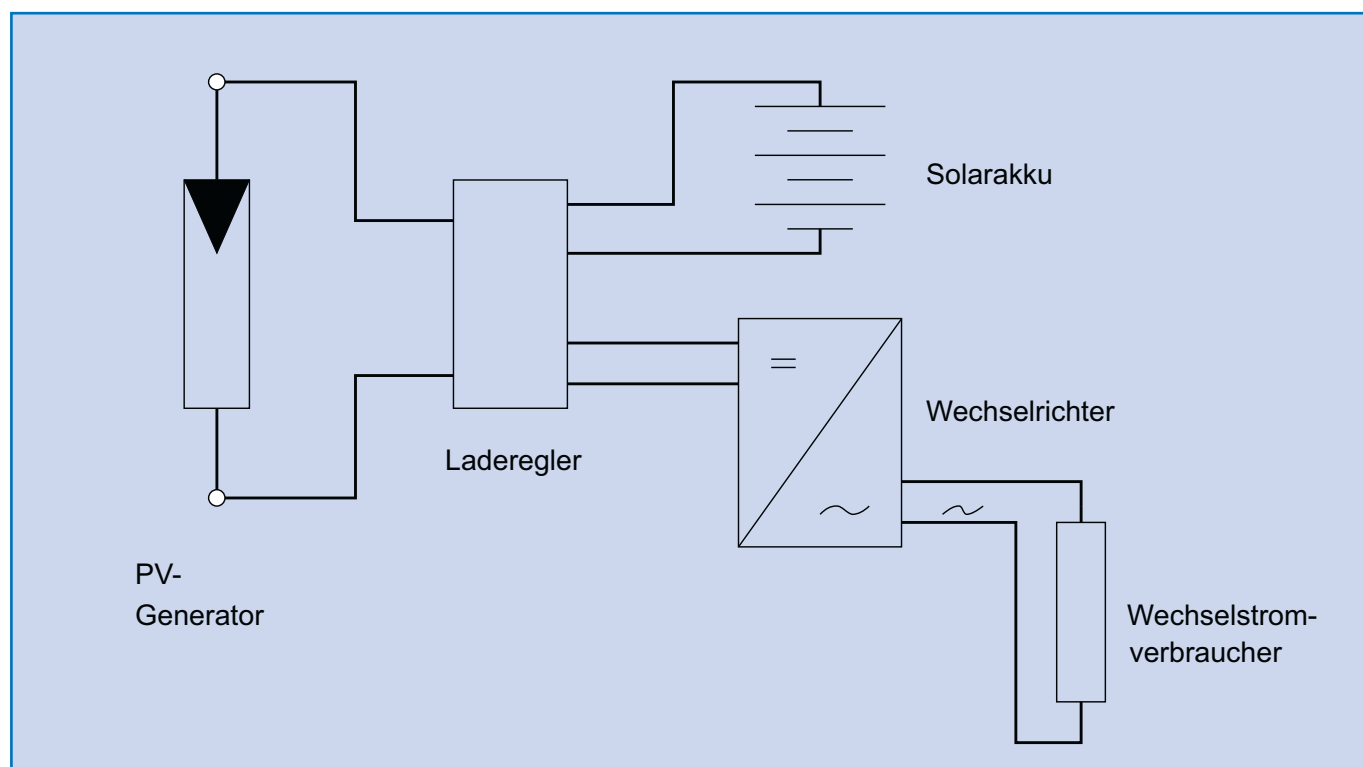 Solarakku
Wechselrichter
Laderegler
PV-
Generator
Wechselstrom-
verbraucher